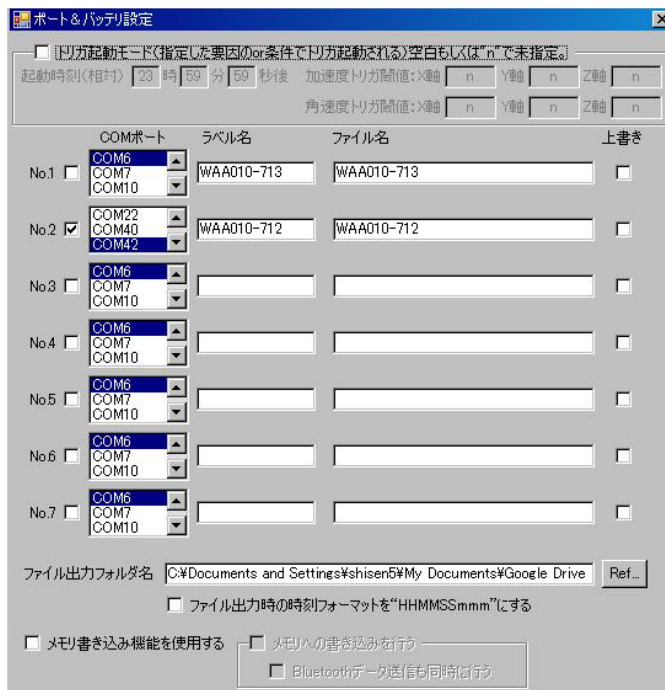 ポート&バッテリ設定
トリガ起動モード(指定した要因のor条件でトリガ起動される)空白もしくは"n"で未指定。
起動時刻(相対) 23 時 59 分 59 秒後 加速度トリガ閾値:X軸 n Y軸 n Z軸 n
角速度トリガ閾値:X軸 n Y軸 n Z軸 n
COMポート ラベル名 ファイル名 上書き
No.1 COM6 COM7 COM10 WAA010-713 WAA010-713
No.2 COM22 COM40 COM42 WAA010-712 WAA010-712
No.3 COM6 COM7 COM10
No.4 COM6 COM7 COM10
No.5 COM6 COM7 COM10
No.6 COM6 COM7 COM10
No.7 COM6 COM7 COM10
ファイル出力フォルダ名 C:¥Documents and Settings¥shisen5¥My Documents¥Google Drive Ref...
ファイル出力時の時刻フォーマットを"HHMMSSmmm"にする
メモリ書き込み機能を使用する メモリへの書き込みを行う
Bluetoothデータ送信も同時に行う